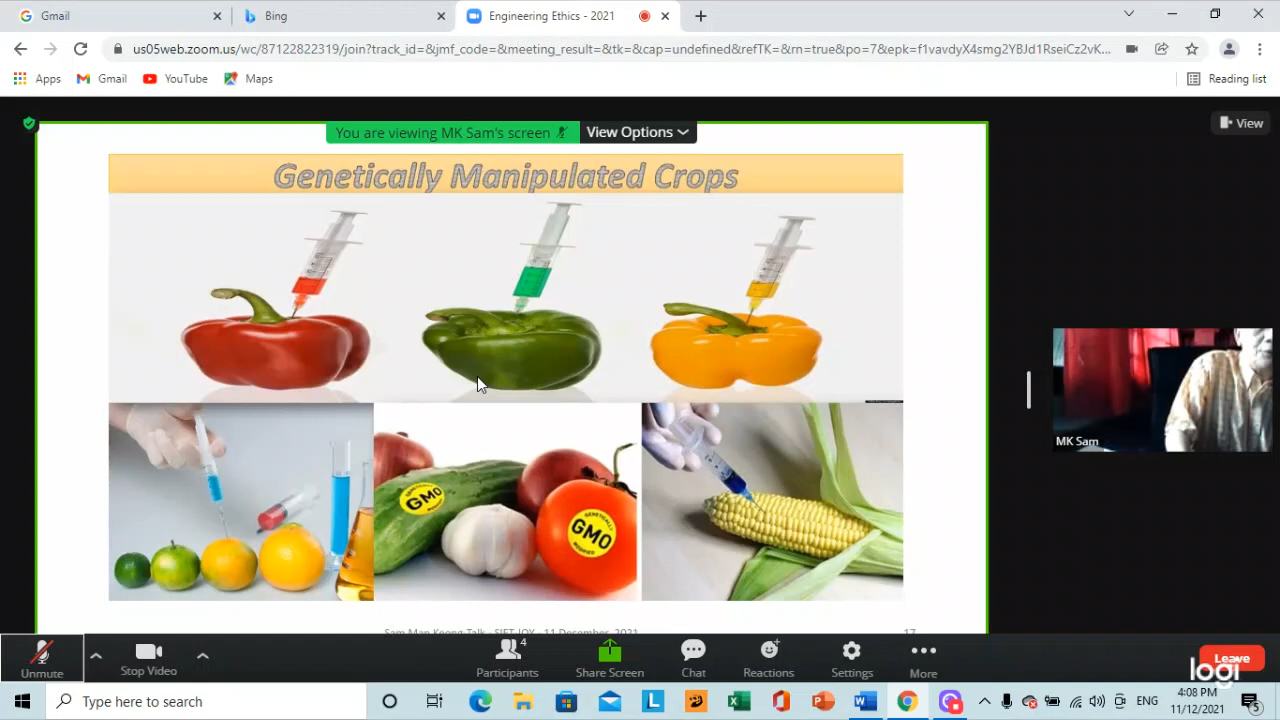 Gmail
Bing
Engineering Ethics - 2021
us05web.zoom.us/wc/87122822319/join?track_id=&jmf_code=&meeting_result=&tk=&cap=undefined&refTK=&rn=true&po=7&epk=f1vavdyX4smg2YBJd1RseiCz2vK...
Apps
Gmail
YouTube
Maps
Reading list
You are viewing MK Sam's screen
View Options
View
Genetically Manipulated Crops
GMO
GENETICALLY
GMO
MODIFIED
MK Sam
Sam Man Keong Talk - SIET-JOY - 11 December, 2021
17
Unmute
Stop Video
4
Participants
Share Screen
Chat
Reactions
Settings
More
Leave
logi
Type here to search
ENG
4:08 PM
11/12/2021
5